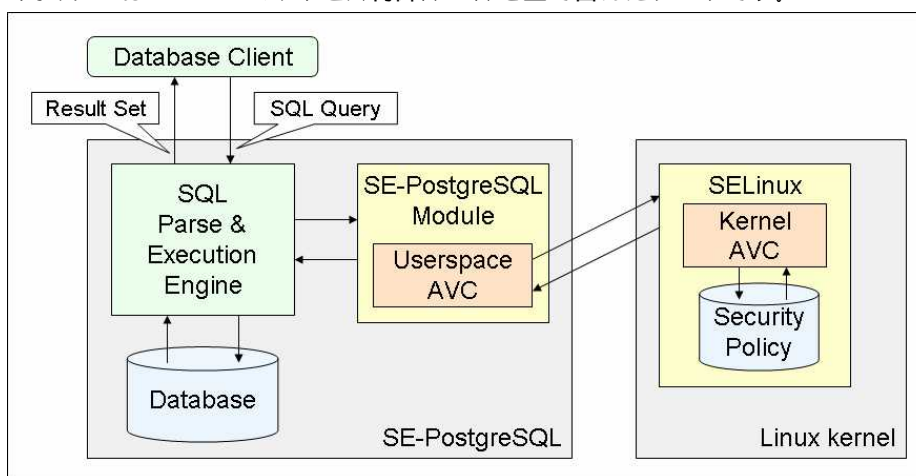 Database Client
Result Set
SQL Query
SQL
Parse &
Execution
Engine
SE-PostgreSQL
Module
Userspace
AVC
SELinux
Kernel
AVC
Security
Policy
Database
SE-PostgreSQL
Linux kernel